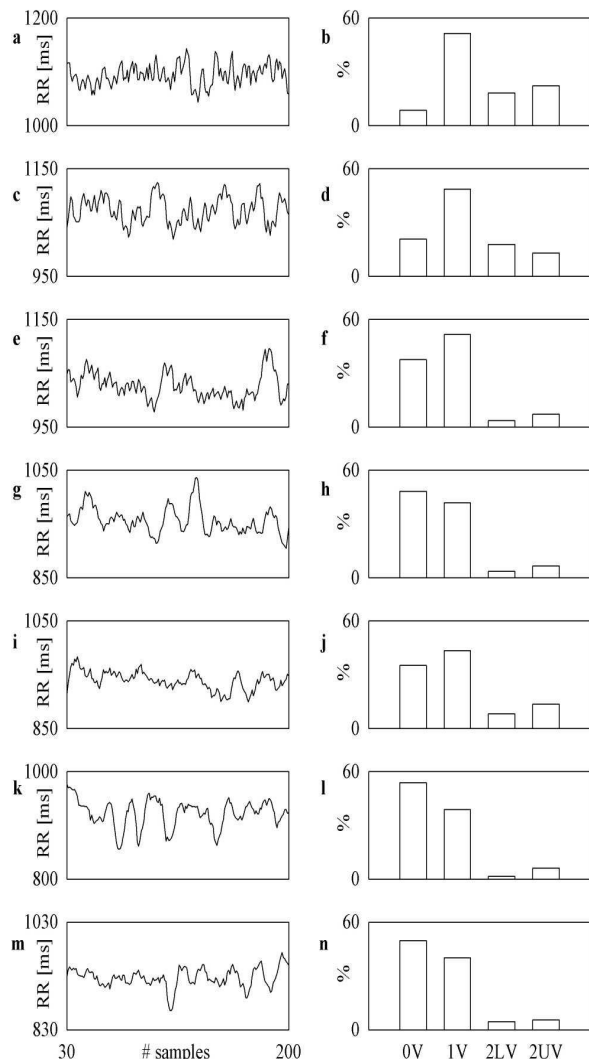 a
RR [ms]
1200
1000
b
%
60
0
c
RR [ms]
1150
950
d
%
60
0
e
RR [ms]
1150
950
f
%
60
0
g
RR [ms]
1050
850
h
%
60
0
i
RR [ms]
1050
850
j
%
60
0
k
RR [ms]
1000
800
l
%
60
0
m
RR [ms]
1030
830
30 # samples 200
n
%
60
0
0V 1V 2LV 2UV